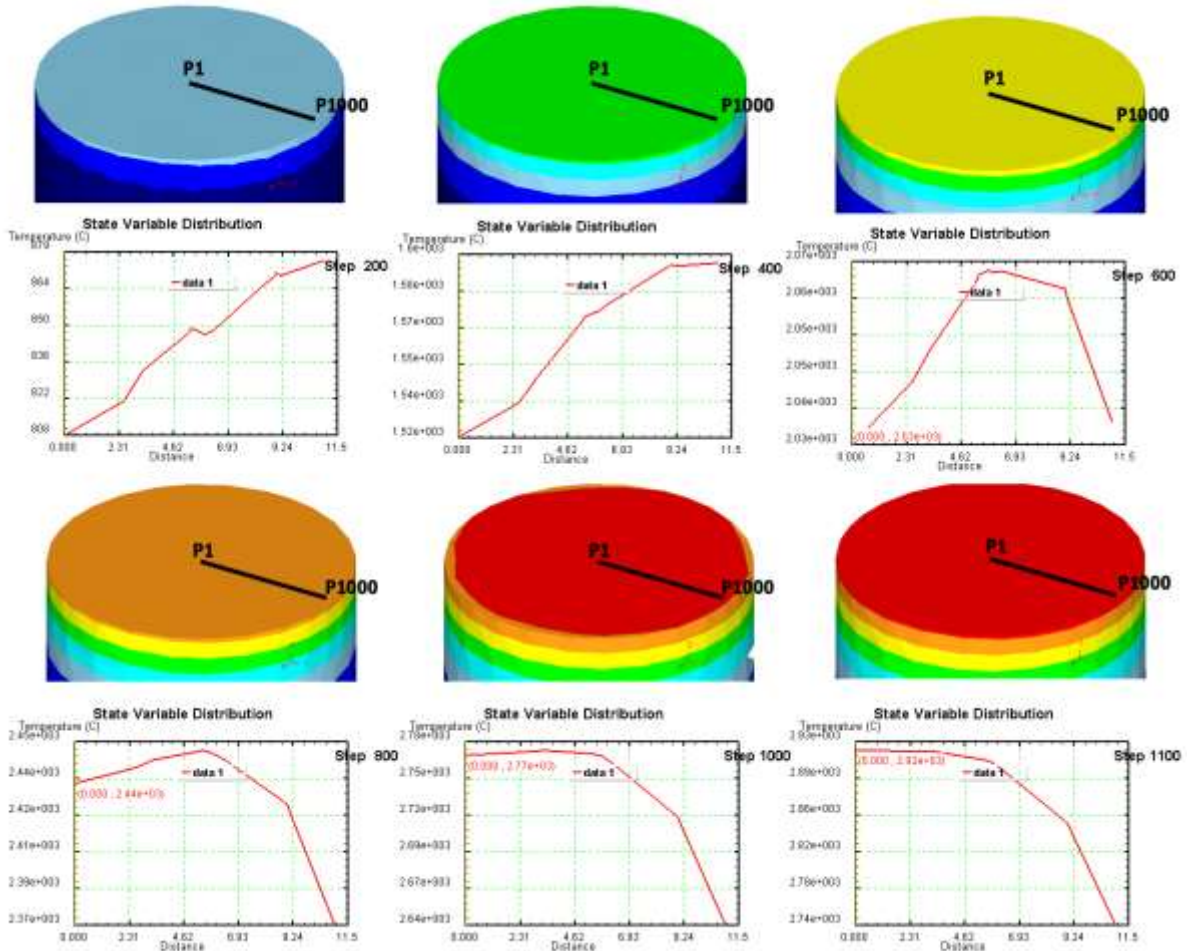 P1
P1000
P1
P1000
P1
P1000
State Variable Distribution
Temperature (C)
879
864
850
836
822
808
0.000 2.31 4.62 6.93 9.24 11.5
Distance
data 1
Step 200
State Variable Distribution
Temperature (C)
1.6e+003
1.58e+003
1.57e+003
1.55e+003
1.54e+003
1.53e+003
0.000 2.31 4.62 6.93 9.24 11.5
Distance
data 1
Step 400
State Variable Distribution
Temperature (C)
2.07e+003
2.06e+003
2.05e+003
2.05e+003
2.03e+003
0.000 2.31 4.62 6.93 9.24 11.5
Distance
data 1
Step 600
(0.000 , 2.03e+03)
P1
P1000
P1
P1000
P1
P1000
State Variable Distribution
Temperature (C)
2.45e+003
2.44e+003
2.42e+003
2.41e+003
2.39e+003
2.37e+003
0.000 2.31 4.62 6.93 9.24 11.5
Distance
data 1
Step 800
(0.000 , 2.44e+03)
State Variable Distribution
Temperature (C)
2.78e+003
2.75e+003
2.73e+003
2.69e+003
2.67e+003
2.64e+003
0.000 2.31 4.62 6.93 9.24 11.5
Distance
data 1
Step 1000
(0.000 , 2.77e+03)
State Variable Distribution
Temperature (C)
2.93e+003
2.89e+003
2.86e+003
2.82e+003
2.78e+003
2.74e+003
0.000 2.31 4.62 6.93 9.24 11.5
Distance
data 1
Step 1100
(0.000 , 2.92e+03)